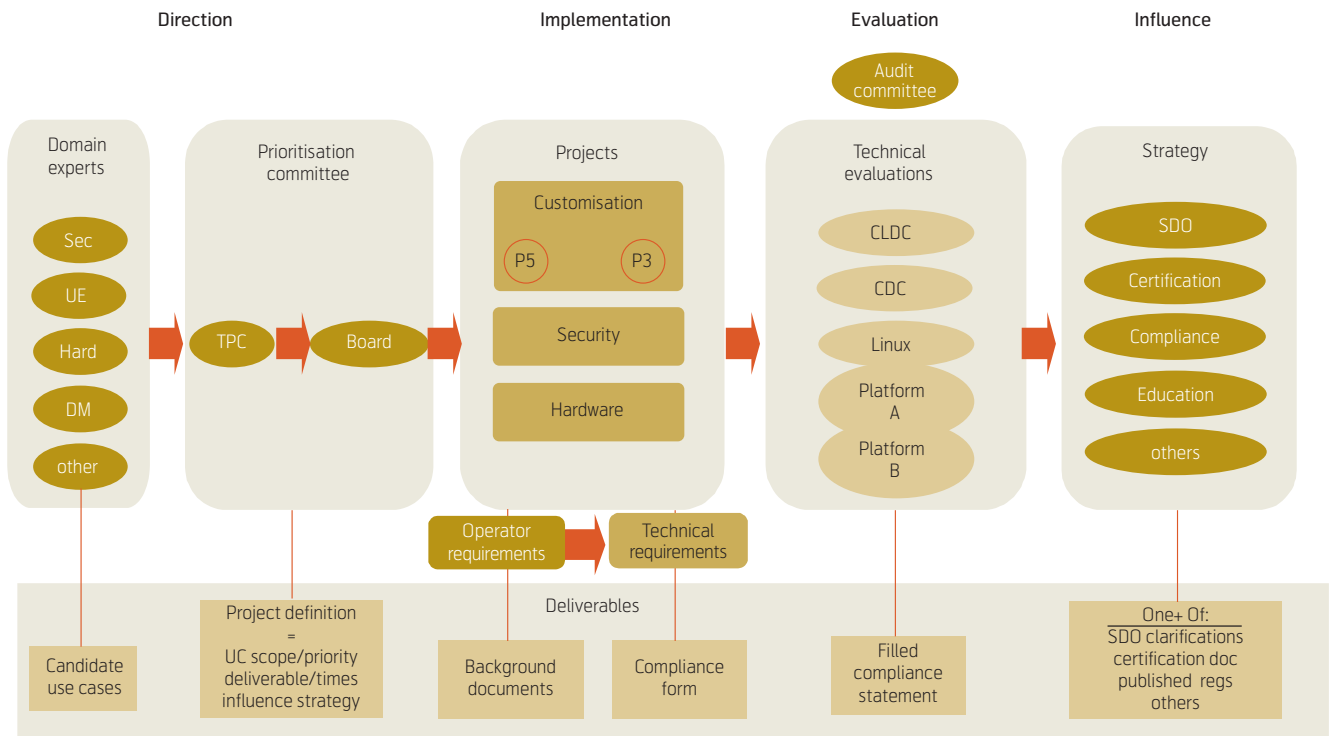 Direction
Implementation
Evaluation
Influence
Audit
committee
Domain
experts
Sec
UE
Hard
DM
other
Prioritisation
committee
TPC
Board
Projects
Customisation
P5
P3
Security
Hardware
Technical
evaluations
CLDC
CDC
Linux
Platform
A
Platform
B
Strategy
SDO
Certification
Compliance
Education
others
Operator
requirements
Technical
requirements
Deliverables
Candidate
use cases
Project definition
=
UC scope/priority
deliverable/times
influence strategy
Background
documents
Compliance
form
Filled
compliance
statement
One+ Of:
SDO clarifications
certification doc
published regs
others